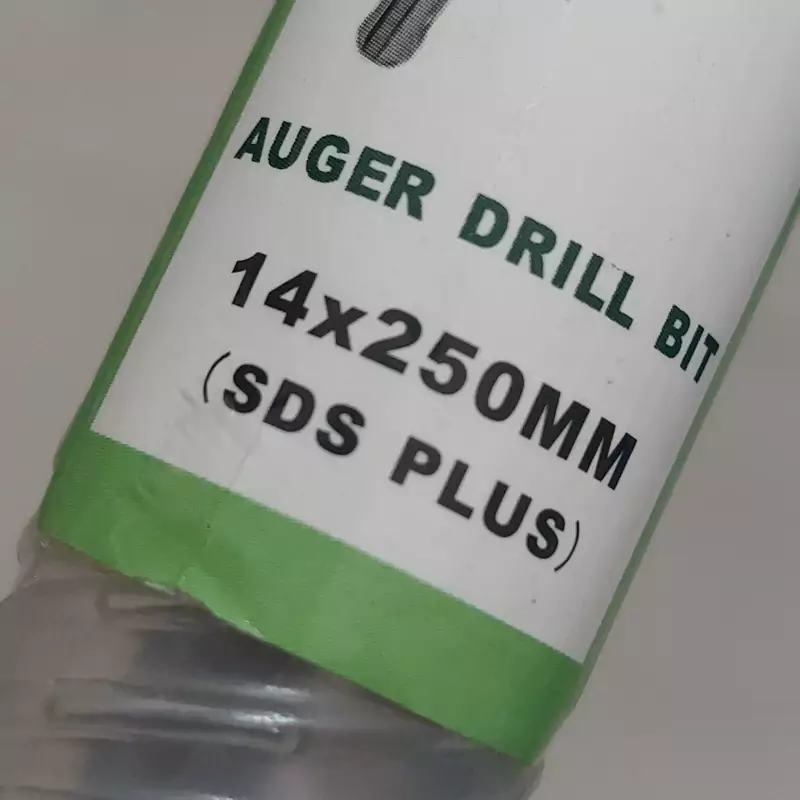 AUGER DRILL BIT
14x250MM
(SDS PLUS)